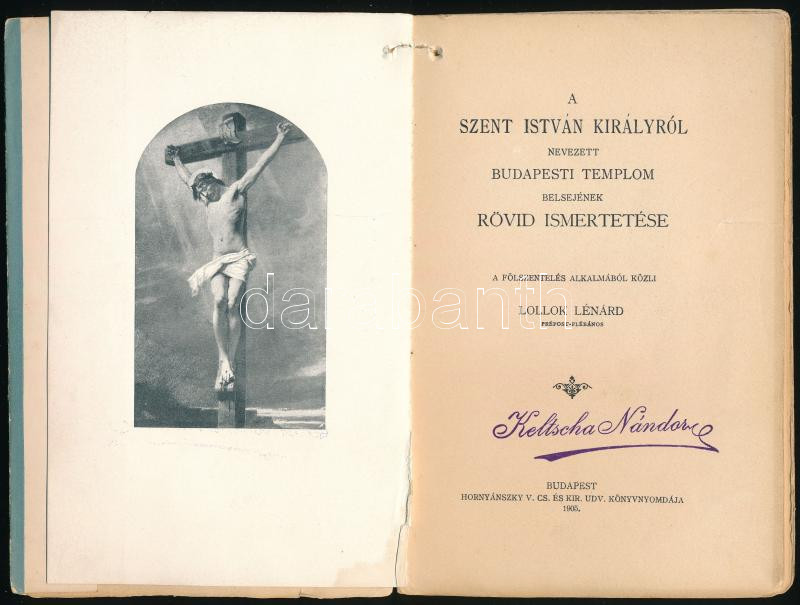 A
SZENT ISTVÁN KIRÁLYRÓL
NEVEZETT
BUDAPESTI TEMPLOM
BELSEJÉNEK
RÖVID ISMERTETÉSE
A FÖLSZENTELÉS ALKALMÁBÓL KÖZLI
LOLLOK LÉNÁRD
PRÉPOST-PLÉBÁNOS
Keltscha Nándor
BUDAPEST
HORNYÁNSZKY V. CS. ÉS KIR. UDV. KÖNYVNYOMDÁJA
1905.
darabanth